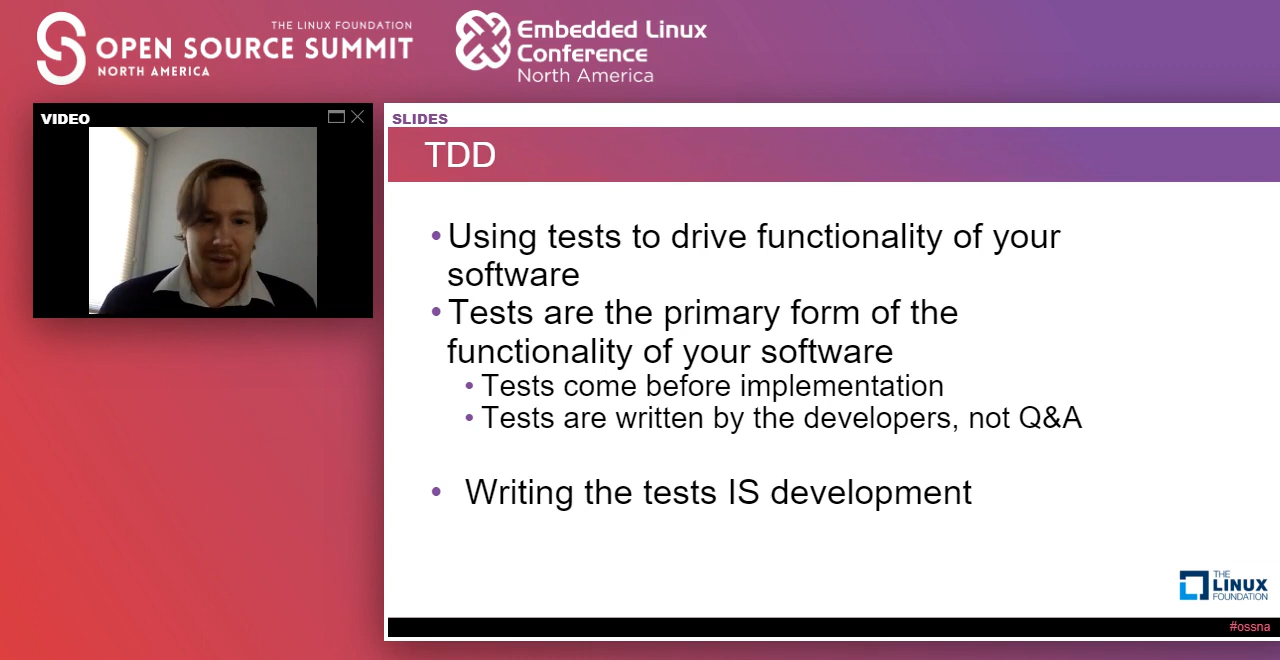 THE LINUX FOUNDATION
OPEN SOURCE SUMMIT
NORTH AMERICA
Embedded Linux
Conference
North America
VIDEO
SLIDES
TDD
•Using tests to drive functionality of your
software
•Tests are the primary form of the
functionality of your software
•Tests come before implementation
•Tests are written by the developers, not Q&A
• Writing the tests IS development
THE
LINUX
FOUNDATION
#ossna